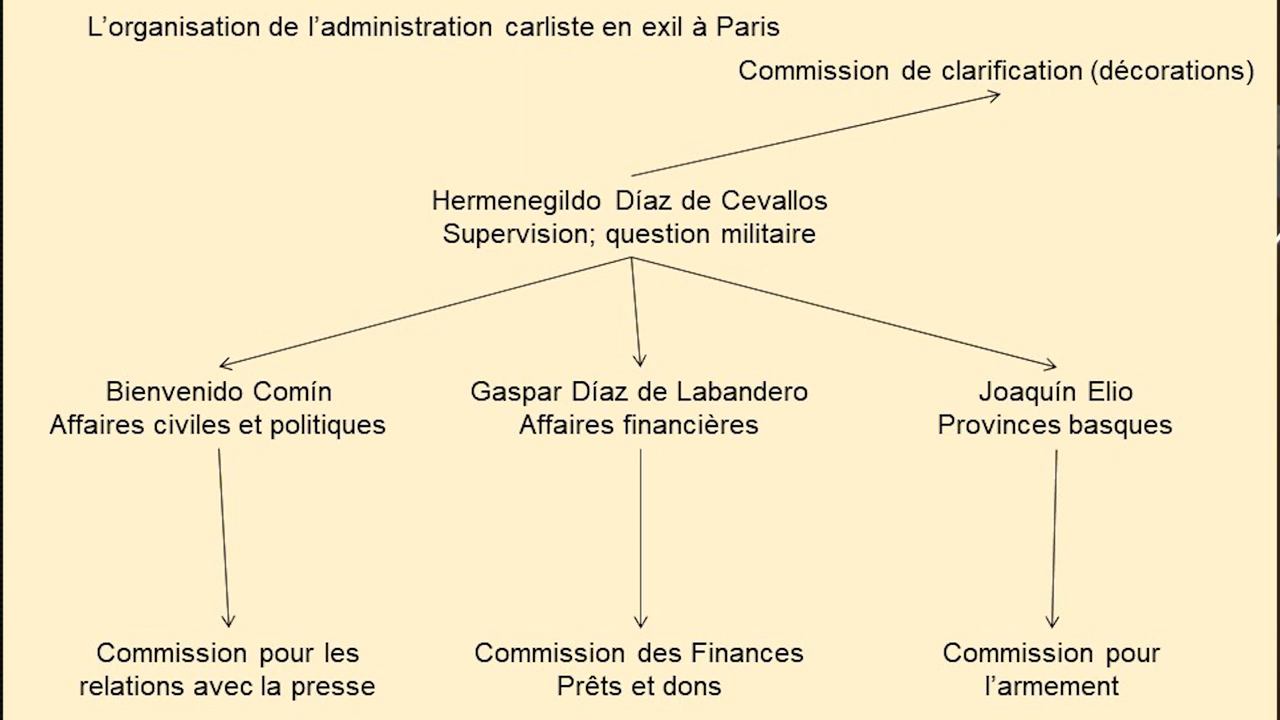 L’organisation de l’administration carliste en exil à Paris
Commission de clarification (décorations)
Hermenegildo Díaz de Cevallos
Supervision; question militaire
Bienvenido Comín
Affaires civiles et politiques
Gaspar Díaz de Labandero
Affaires financières
Joaquín Elio
Provinces basques
Commission pour les
relations avec la presse
Commission des Finances
Prêts et dons
Commission pour
l’armement